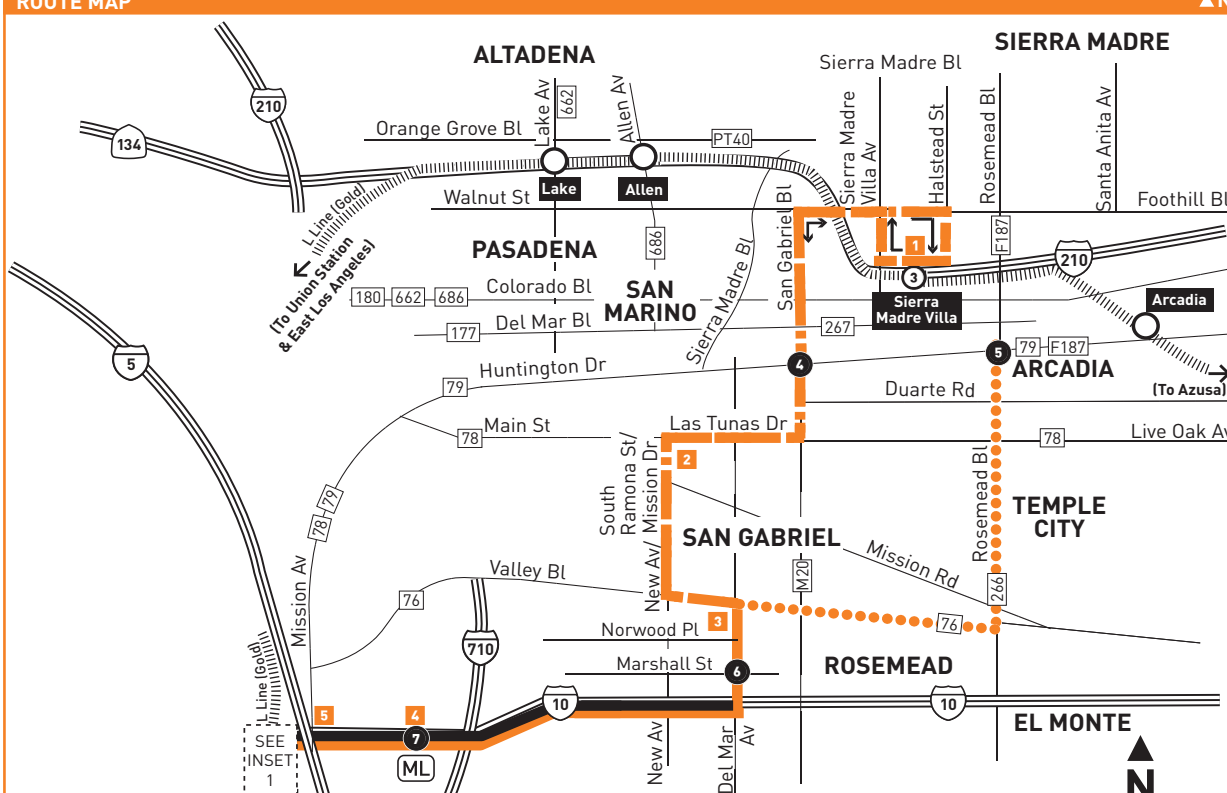 ROUTE MAP
▲N
ALTADENA
SIERRA MADRE
Sierra Madre Bl
210
134
Lake Av
662
Allen Av
Orange Grove Bl
PT40
Sierra Madre
Villa Av
Halstead St
Rosemead Bl
Santa Anita Av
Lake
Allen
Walnut St
Foothill Bl
L Line (Gold)
(To Union Station
& East Los Angeles)
PASADENA
686
San Gabriel Bl
1
F187
210
3
Sierra
Madre Villa
Arcadia
180
662
686
Colorado Bl
SAN
MARINO
Sierra Madre Bl
177
Del Mar Bl
267
5
79
F187
4
5
ARCADIA
(To Azusa)
79
Huntington Dr
Duarte Rd
78
Main St
Las Tunas Dr
78
Live Oak Av
2
South
Ramona St/
Mission Dr
New Av/
78
79
Rosemead Bl
TEMPLE
CITY
SAN GABRIEL
Mission Rd
M20
266
Mission Av
Valley Bl
76
3
76
Norwood Pl
710
Marshall St
6
ROSEMEAD
L Line (Gold)
10
10
5
4
7
ML
EL MONTE
SEE
INSET
1
New Av
Del Mar
Av
N